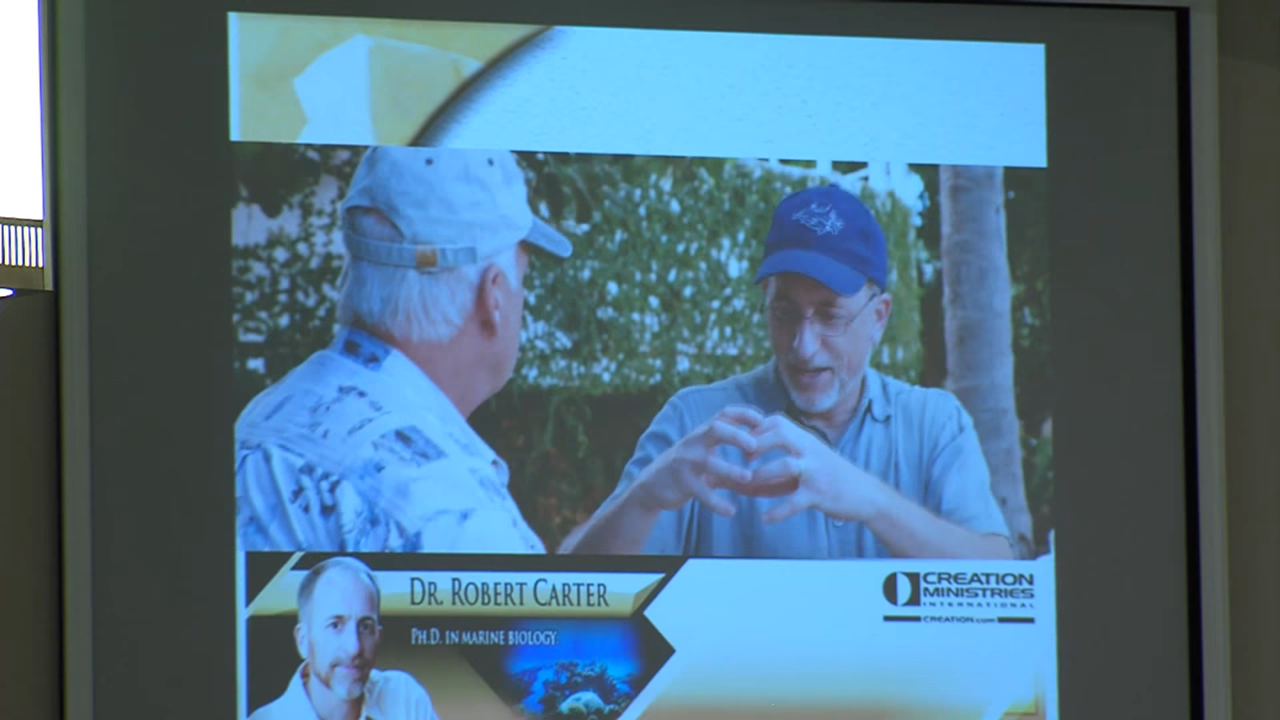 DR. ROBERT CARTER
PH.D. IN MARINE BIOLOGY
CREATION
MINISTRIES
INTERNATIONAL
CREATION.com